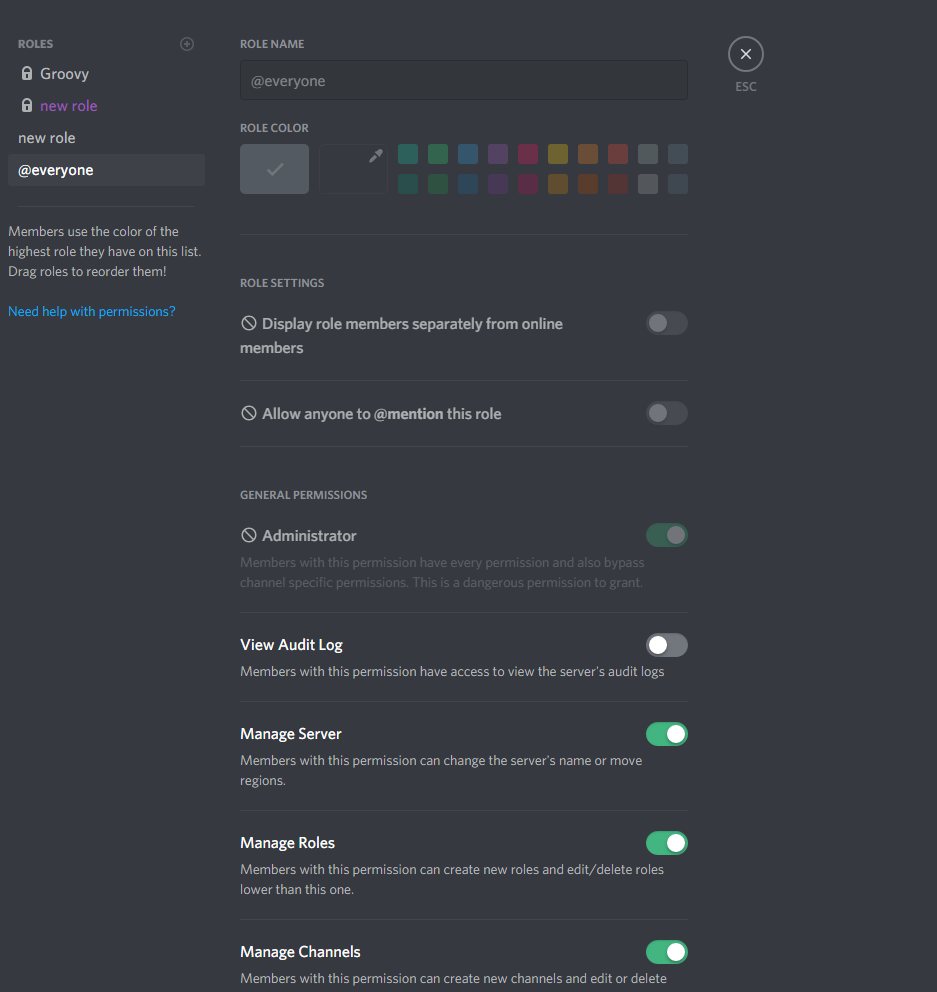 ROLES
Groovy
new role
new role
@everyone
Members use the color of the
highest role they have on this list.
Drag roles to reorder them!
Need help with permissions?
ROLE NAME
@everyone
ROLE COLOR
ROLE SETTINGS
Display role members separately from online
members
Allow anyone to @mention this role
GENERAL PERMISSIONS
Administrator
Members with this permission have every permission and also bypass
channel specific permissions. This is a dangerous permission to grant.
View Audit Log
Members with this permission have access to view the server's audit logs
Manage Server
Members with this permission can change the server's name or move
regions.
Manage Roles
Members with this permission can create new roles and edit/delete roles
lower than this one.
Manage Channels
Members with this permission can create new channels and edit or delete
ESC